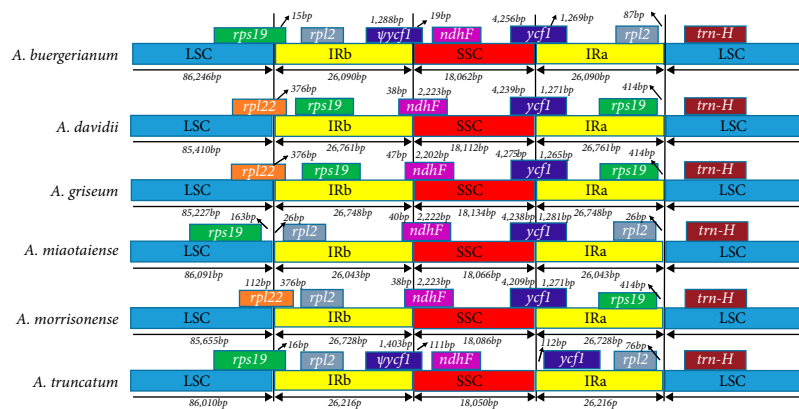 15bp 1,288bp 19bp 4,256bp 1,269bp 87bp
rps19 rpl2 ψycf1 ndhF ycf1 rpl2 trn-H
A. buergerianum LSC IRb SSC IRa LSC
86,246bp 26,090bp 18,062bp 26,090bp
376bp 38bp 2,223bp 4,239bp 1,271bp 414bp
rpl22 rps19 ndhF ycf1 rps19 trn-H
A. davidii LSC IRb SSC IRa LSC
85,410bp 26,761bp 18,112bp 26,761bp
376bp 47bp 2,202bp 4,275bp 1,265bp 414bp
rpl22 rps19 ndhF ycf1 rps19 trn-H
A. griseum LSC IRb SSC IRa LSC
85,227bp 26,748bp 18,134bp 26,748bp
163bp 26bp 40bp 2,222bp 4,238bp 1,281bp 26bp
rps19 rpl2 ndhF ycf1 rpl2 trn-H
A. miaotaiense LSC IRb SSC IRa LSC
86,091bp 26,043bp 18,066bp 26,043bp
112bp 376bp 38bp 2,223bp 4,209bp 1,271bp 414bp
rpl22 rpl2 ndhF ycf1 rps19 trn-H
A. morrisonense LSC IRb SSC IRa LSC
85,655bp 26,728bp 18,086bp 26,728bp
16bp 1,403bp 111bp 112bp 76bp
rps19 rpl2 ψycf1 ndhF ycf1 rpl2 trn-H
A. truncatum LSC IRb SSC IRa LSC
86,010bp 26,216bp 18,050bp 26,216bp